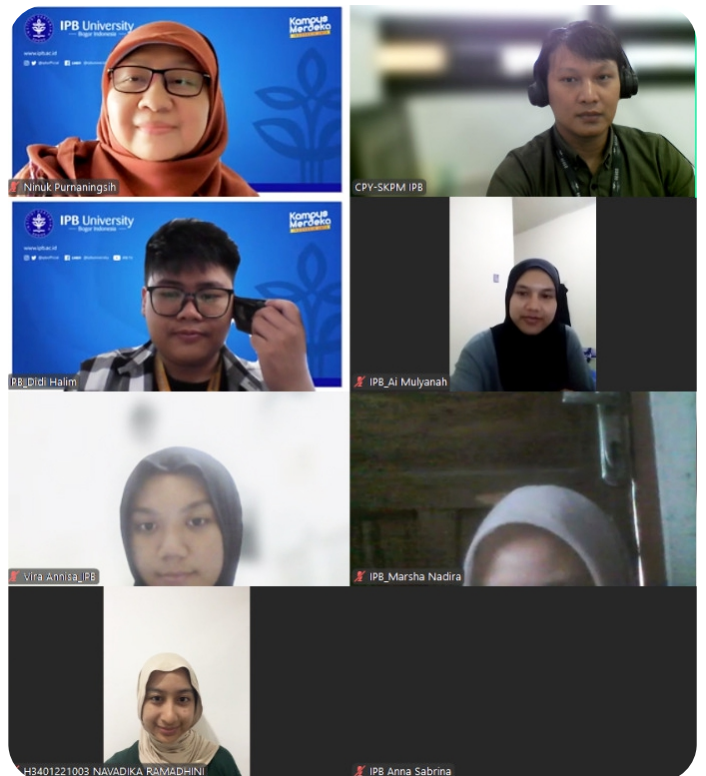 IPB University
Bogor Indonesia
Kampus
Merdeka
www.ipb.ac.id
Ninuk Purnaningsih
CPY-SKPM IPB
IPB University
Bogor Indonesia
Kampus
Merdeka
www.ipb.ac.id
PB_Didi Halim
IPB_Ai Mulyanah
Vira Annisa_IPB
IPB_Marsha Nadira
H3401221003 NAVADIKA RAMADHINI
IPB Anna Sabrina